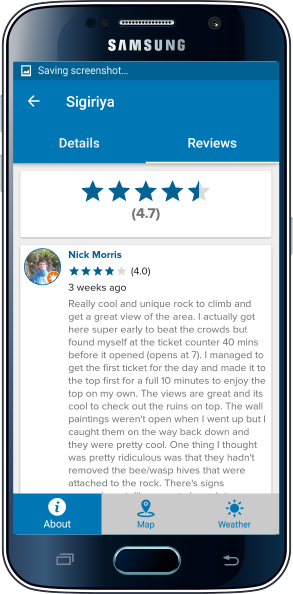 SAMSUNG
Saving screenshot...
Sigiriya
Details
Reviews
(4.7)
Nick Morris
(4.0)
3 weeks ago
Really cool and unique rock to climb and
get a great view of the area. I actually got
here super early to beat the crowds but
found myself at the ticket counter 40 mins
before it opened (opens at 7). I managed to
get the first ticket for the day and made it to
the top first for a full 10 minutes to enjoy the
top on my own. The views are great and its
cool to check out the ruins on top. The wall
paintings weren't open when I went up but I
caught them on the way back down and
they were pretty cool. One thing I thought
was pretty ridiculous was that they hadn't
removed the bee/wasp hives that were
attached to the rock. There's signs
About
Map
Weather